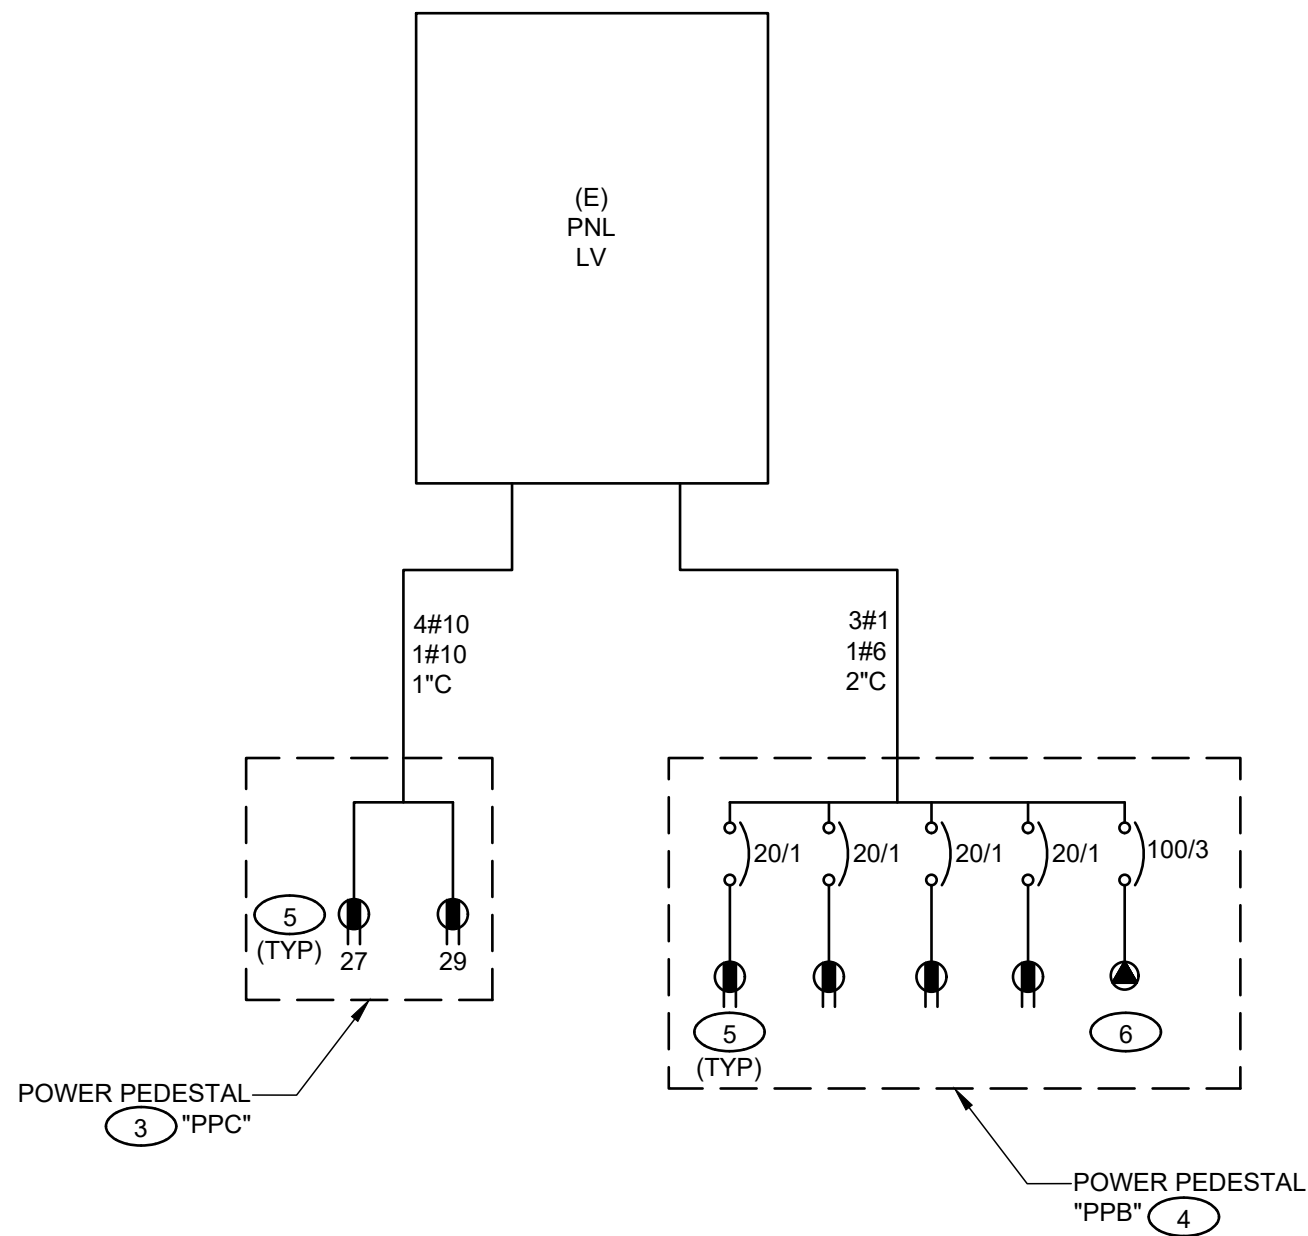 (E)
PNL
LV
4#10
1#10
1"C
3#1
1#6
2"C
20/1
20/1
20/1
20/1
100/3
5
(TYP)
27
29
5
(TYP)
6
POWER PEDESTAL
3 "PPC"
POWER PEDESTAL
"PPB" 4